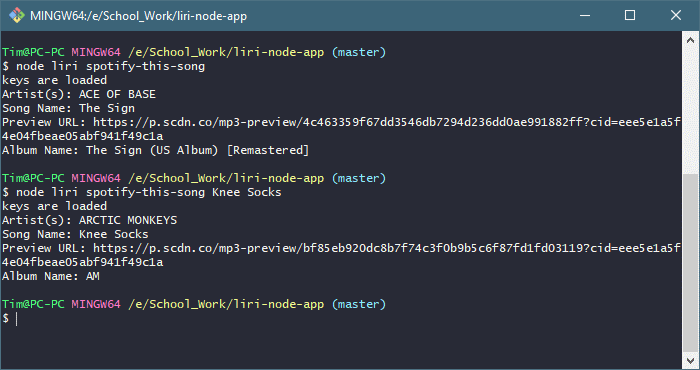 MINGW64:/e/School_Work/liri-node-app
Tim@PC-PC MINGW64 /e/School_Work/liri-node-app (master)
$ node liri spotify-this-song
keys are loaded
Artist(s): ACE OF BASE
Song Name: The Sign
Preview URL: https://p.scdn.co/mp3-preview/4c463359f67dd3546db7294d236dd0ae991882ff?cid=eee5e1a5f
4e04fbeae05abf941f49c1a
Album Name: The Sign (US Album) [Remastered]
Tim@PC-PC MINGW64 /e/School_Work/liri-node-app (master)
$ node liri spotify-this-song Knee Socks
keys are loaded
Artist(s): ARCTIC MONKEYS
Song Name: Knee Socks
Preview URL: https://p.scdn.co/mp3-preview/bf85eb920dc8b7f74c3f0b9b5c6f87fd1fd03119?cid=eee5e1a5f
4e04fbeae05abf941f49c1a
Album Name: AM
Tim@PC-PC MINGW64 /e/School_Work/liri-node-app (master)
$